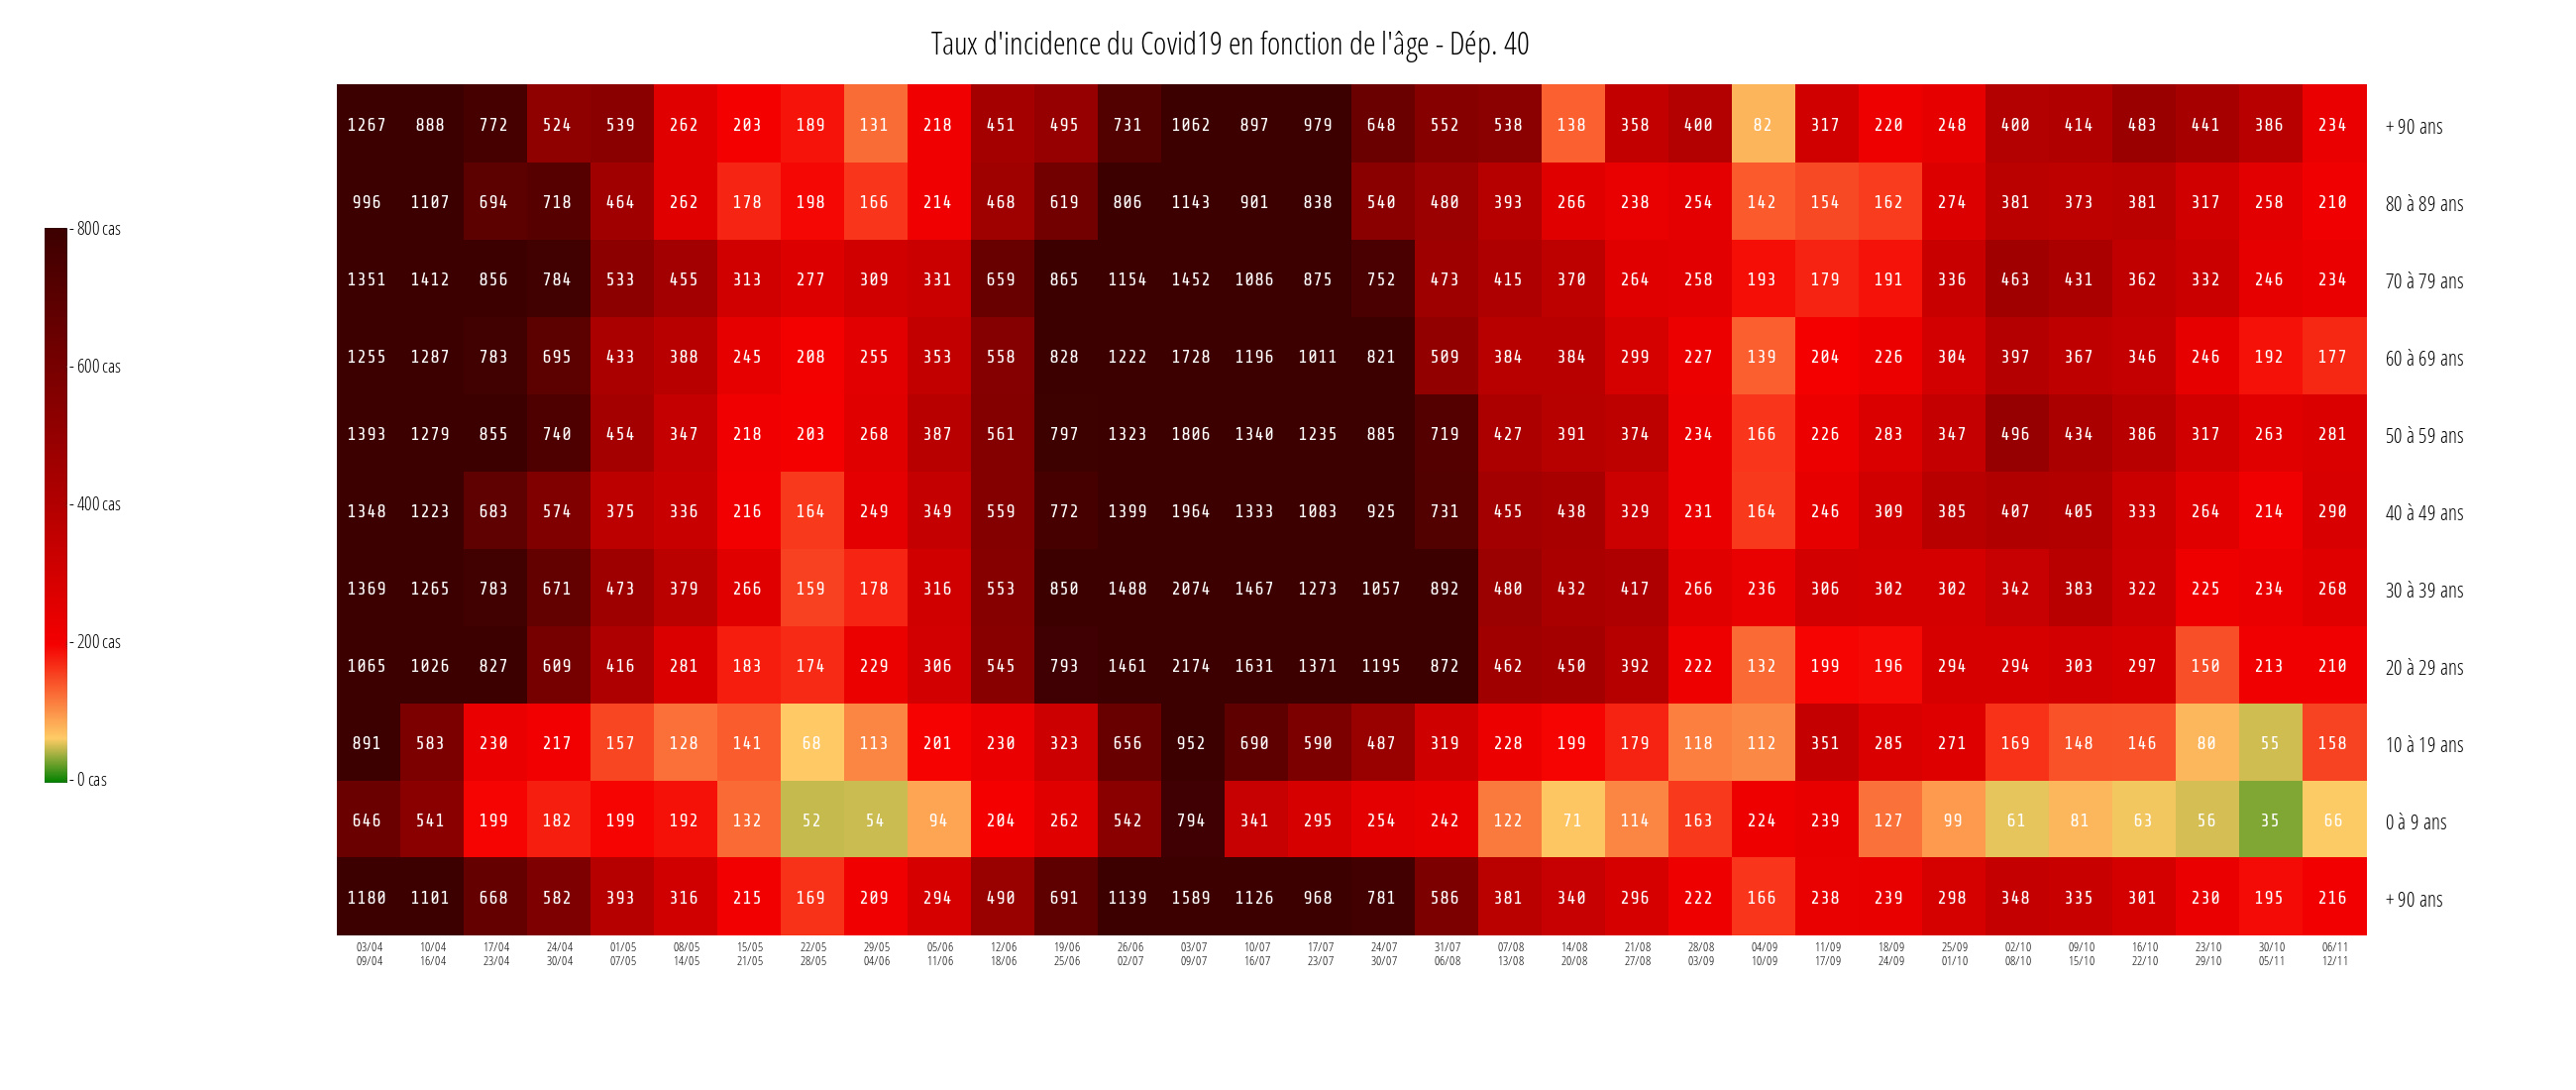 Taux d'incidence du Covid19 en fonction de l'âge - Dép. 40
1267 888 772 524 539 262 203 189 131 218 451 495 731 1062 897 979 648 552 538 138 358 400 82 317 220 248 400 414 483 441 386 234 + 90 ans
996 1107 694 718 464 262 178 198 166 214 468 619 806 1143 901 838 540 480 393 266 238 254 142 154 162 274 381 373 381 317 258 210 80 à 89 ans
- 800 cas
1351 1412 856 784 533 455 313 277 309 331 659 865 1154 1452 1086 875 752 473 415 370 264 258 193 179 191 336 463 431 362 332 246 234 70 à 79 ans
1255 1287 783 695 433 388 245 208 255 353 558 828 1222 1728 1196 1011 821 509 384 384 299 227 139 204 226 304 397 367 346 246 192 177 60 à 69 ans
- 600 cas
1393 1279 855 740 454 347 218 203 268 387 561 797 1323 1806 1340 1235 885 719 427 391 374 234 166 226 283 347 496 434 386 317 263 281 50 à 59 ans
- 400 cas
1348 1223 683 574 375 336 216 164 249 349 559 772 1399 1964 1333 1083 925 731 455 438 329 231 164 246 309 385 407 405 333 264 214 290 40 à 49 ans
1369 1265 783 671 473 379 266 159 178 316 553 850 1488 2074 1467 1273 1057 892 480 432 417 266 236 306 302 302 342 383 322 225 234 268 30 à 39 ans
- 200 cas
1065 1026 827 609 416 281 183 174 229 306 545 793 1461 2174 1631 1371 1195 872 462 450 392 222 132 199 196 294 294 303 297 150 213 210 20 à 29 ans
891 583 230 217 157 128 141 68 113 201 230 323 656 952 690 590 487 319 228 199 179 118 112 351 285 271 169 148 146 80 55 158 10 à 19 ans
- 0 cas
646 541 199 182 199 192 132 52 54 94 204 262 542 794 341 295 254 242 122 71 114 163 224 239 127 99 61 81 63 56 35 66 0 à 9 ans
1180 1101 668 582 393 316 215 169 209 294 490 691 1139 1589 1126 968 781 586 381 340 296 222 166 238 239 298 348 335 301 230 195 216 + 90 ans
03/04 10/04 17/04 24/04 01/05 08/05 15/05 22/05 29/05 05/06 12/06 19/06 26/06 03/07 10/07 17/07 24/07 31/07 07/08 14/08 21/08 28/08 04/09 11/09 18/09 25/09 02/10 09/10 16/10 23/10 30/10 06/11
09/04 16/04 23/04 30/04 07/05 14/05 21/05 28/05 04/06 11/06 18/06 25/06 02/07 09/07 16/07 23/07 30/07 06/08 13/08 20/08 27/08 03/09 10/09 17/09 24/09 01/10 08/10 15/10 22/10 29/10 05/11 12/11